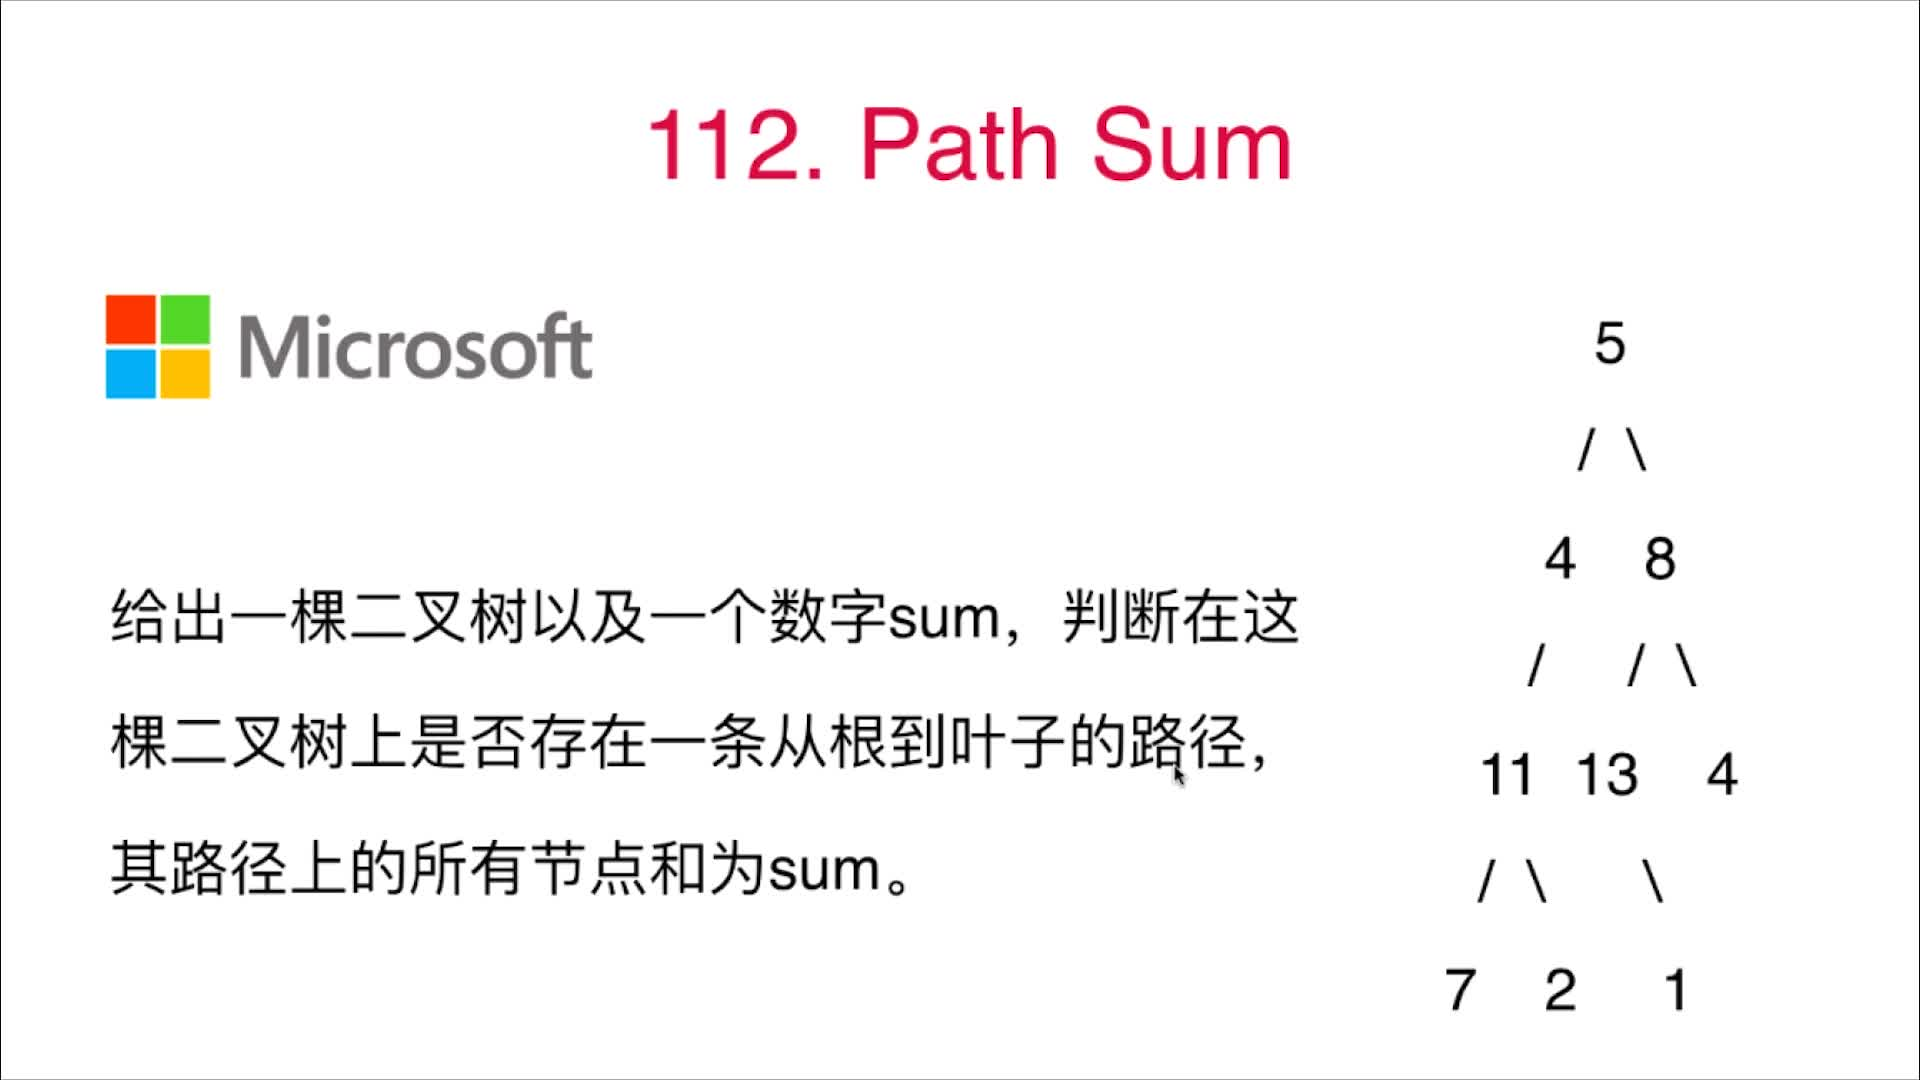 112. Path Sum
Microsoft
给出一棵二叉树以及一个数字sum，判断在这
棵二叉树上是否存在一条从根到叶子的路径，
其路径上的所有节点和为sum。
5
/ \
4 8
/ / \
11 13 4
/ \ \
7 2 1